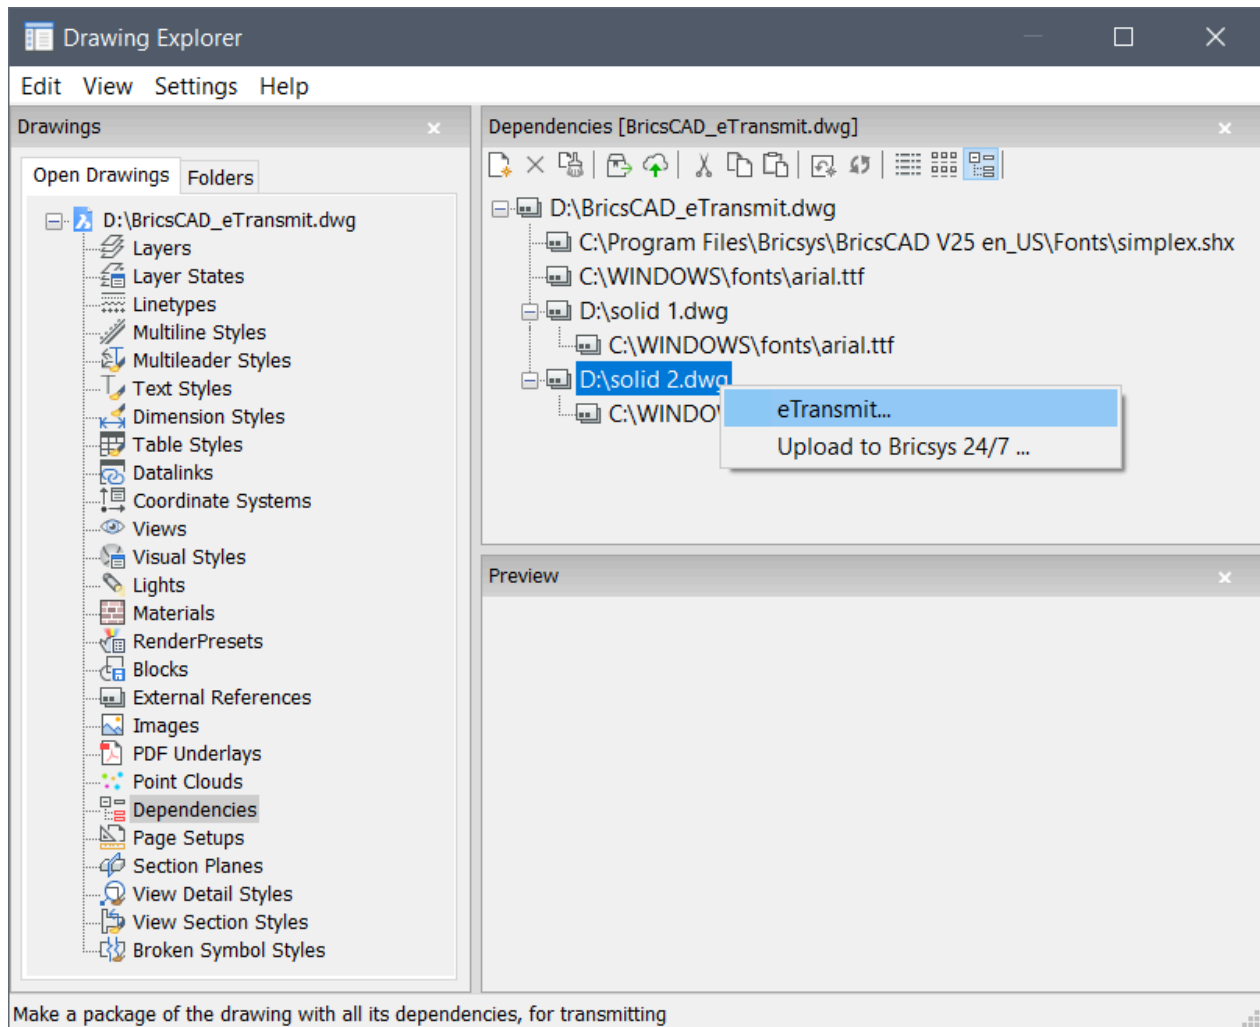 Drawing Explorer
Edit View Settings Help
Drawings
Open Drawings Folders
D:\BricsCAD_eTransmit.dwg
Layers
Layer States
Linetypes
Multiline Styles
Multileader Styles
Text Styles
Dimension Styles
Table Styles
Datalinks
Coordinate Systems
Views
Visual Styles
Lights
Materials
RenderPresets
Blocks
External References
Images
PDF Underlays
Point Clouds
Dependencies
Page Setups
Section Planes
View Detail Styles
View Section Styles
Broken Symbol Styles
Dependencies [BricsCAD_eTransmit.dwg]
D:\BricsCAD_eTransmit.dwg
C:\Program Files\Bricsys\BricsCAD V25 en_US\Fonts\simplex.shx
C:\WINDOWS\fonts\arial.ttf
D:\solid 1.dwg
C:\WINDOWS\fonts\arial.ttf
D:\solid 2.dwg
eTransmit...
Upload to Bricsys 24/7 ...
Preview
Make a package of the drawing with all its dependencies, for transmitting